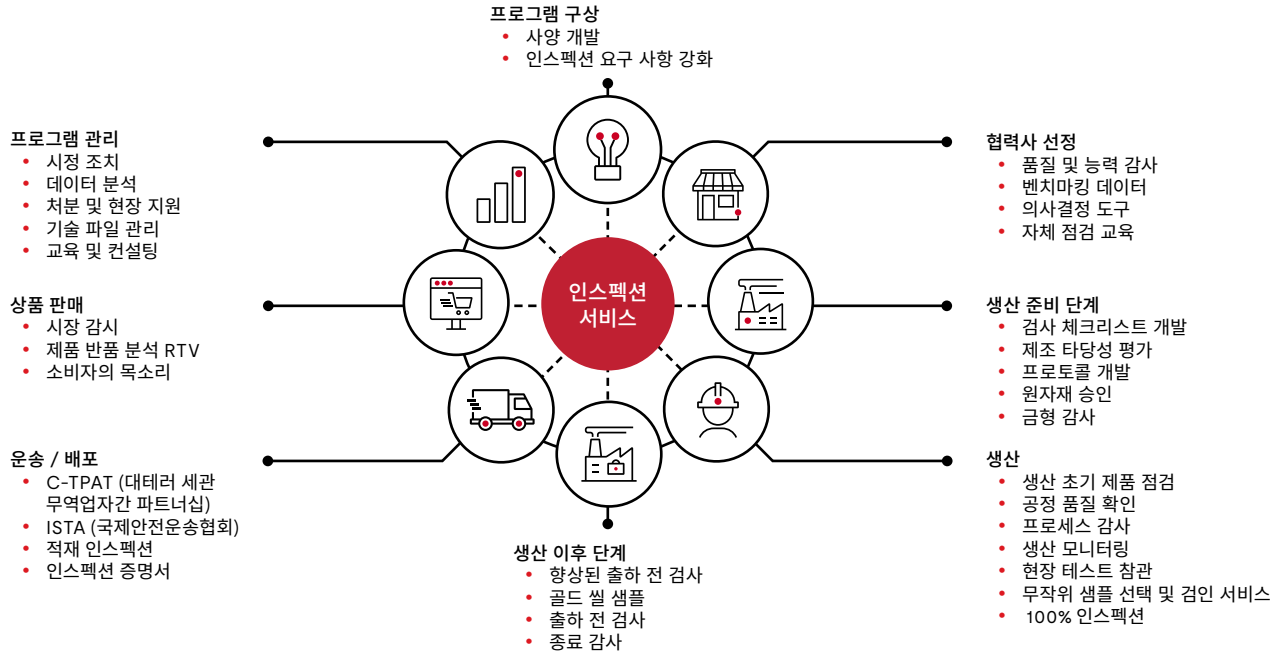 프로그램 구상
• 사양 개발
• 인스펙션 요구 사항 강화
프로그램 관리
• 시정 조치
• 데이터 분석
• 처분 및 현장 지원
• 기술 파일 관리
• 교육 및 컨설팅
협력사 선정
• 품질 및 능력 감사
• 벤치마킹 데이터
• 의사결정 도구
• 자체 점검 교육
인스펙션
서비스
상품 판매
• 시장 감시
• 제품 반품 분석 RTV
• 소비자의 목소리
생산 준비 단계
• 검사 체크리스트 개발
• 제조 타당성 평가
• 프로토콜 개발
• 원자재 승인
• 금형 감사
운송 / 배포
• C-TPAT (대테러 세관
무역업자간 파트너십)
• ISTA (국제안전운송협회)
• 적재 인스펙션
• 인스펙션 증명서
생산
• 생산 초기 제품 점검
• 공정 품질 확인
• 프로세스 감사
• 생산 모니터링
• 현장 테스트 참관
• 무작위 샘플 선택 및 검인 서비스
• 100% 인스펙션
생산 이후 단계
• 향상된 출하 전 검사
• 골드 씰 샘플
• 출하 전 검사
• 종료 감사